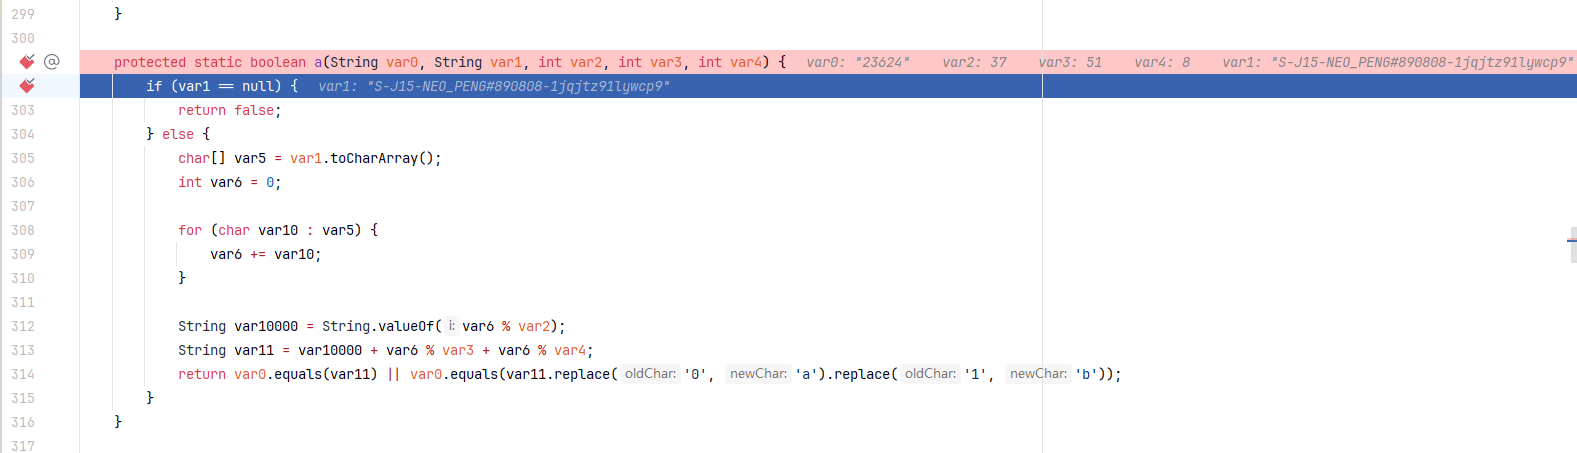 299 }
300
protected static boolean a(String var0, String var1, int var2, int var3, int var4) { var0: "23624" var2: 37 var3: 51 var4: 8 var1: "S-J15-NEO_PENG#890808-1jqjtz91lywcp9"
if (var1 == null) { var1: "S-J15-NEO_PENG#890808-1jqjtz91lywcp9"
303 return false;
304 } else {
305 char[] var5 = var1.toCharArray();
306 int var6 = 0;
307
308 for (char var10 : var5) {
309 var6 += var10;
310 }
311
312 String var10000 = String.valueOf( i: var6 % var2);
313 String var11 = var10000 + var6 % var3 + var6 % var4;
314 return var0.equals(var11) || var0.equals(var11.replace( oldChar: '0', newChar: 'a').replace( oldChar: '1', newChar: 'b'));
315 }
316 }
317